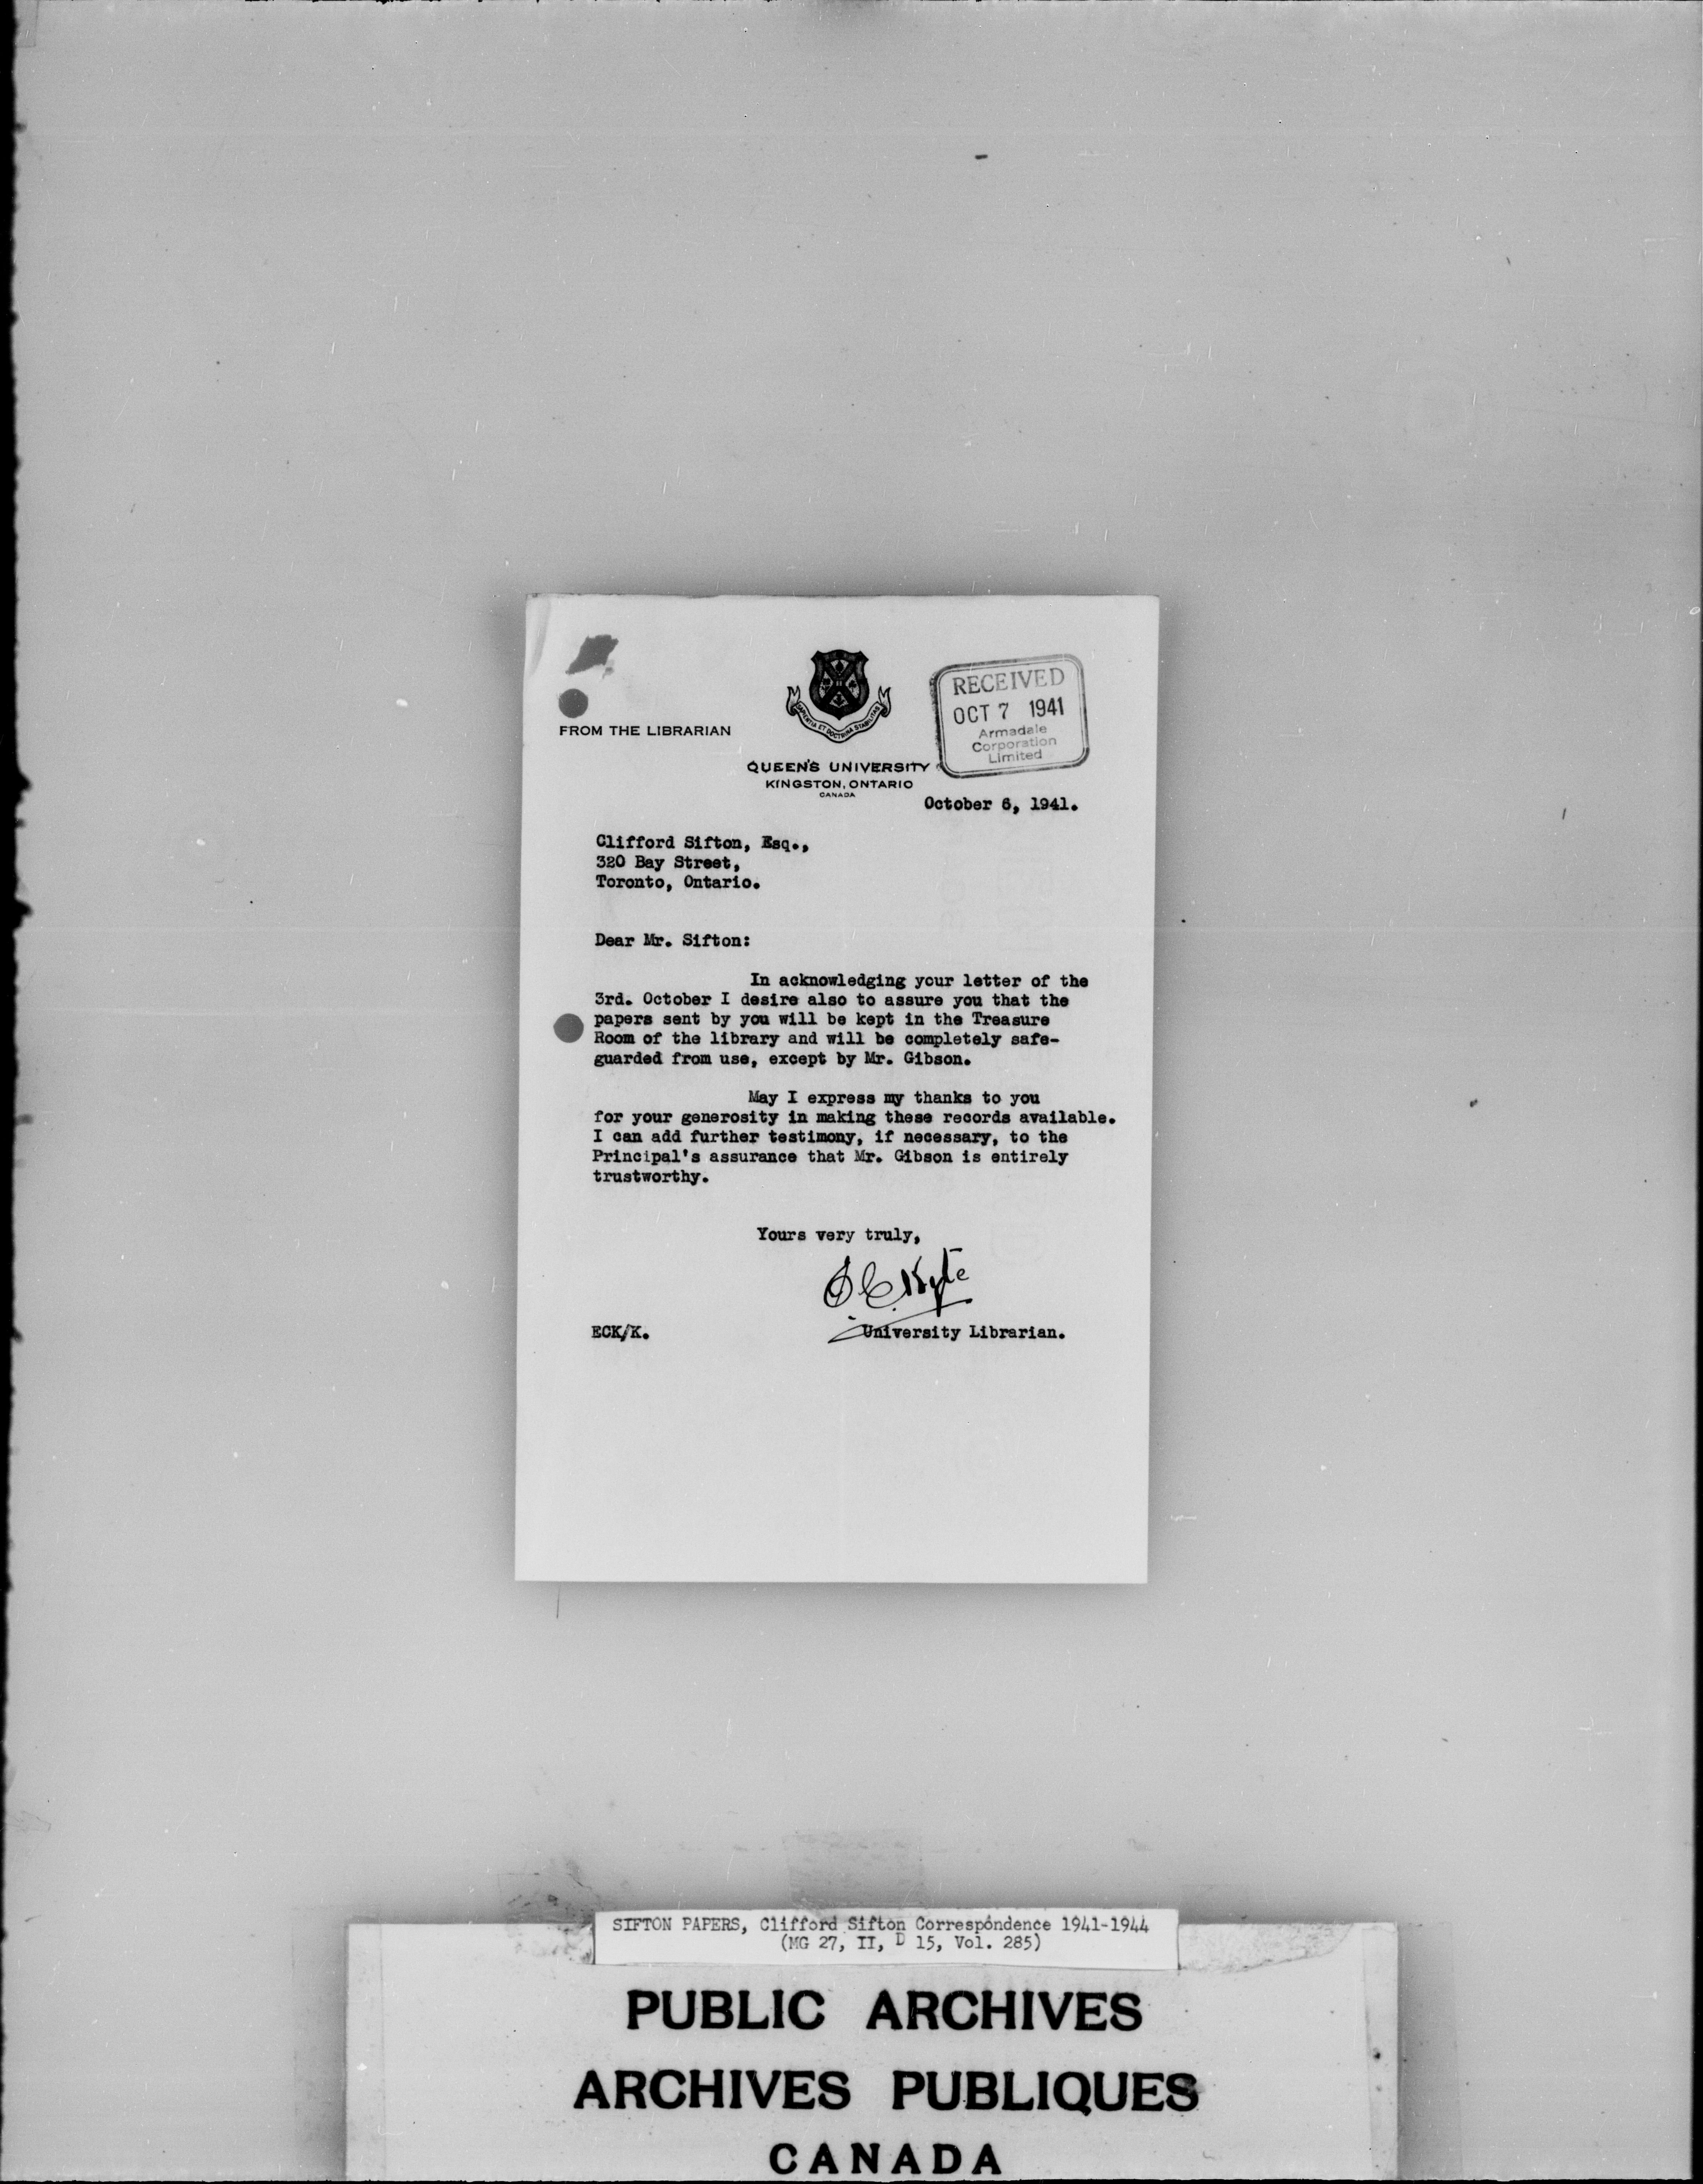 FROM THE LIBRARIAN
SAPIENTIA ET DOCTRINA STABILITAS
QUEEN'S UNIVERSITY
KINGSTON, ONTARIO
CANADA
RECEIVED
OCT 7 1941
Armadale
Corporation
Limited
October 6, 1941.
Clifford Sifton, Esq.,
320 Bay Street,
Toronto, Ontario.
Dear Mr. Sifton:
In acknowledging your letter of the
3rd. October I desire also to assure you that the
papers sent by you will be kept in the Treasure
Room of the library and will be completely safe-
guarded from use, except by Mr. Gibson.
May I express my thanks to you
for your generosity in making these records available.
I can add further testimony, if necessary, to the
Principal's assurance that Mr. Gibson is entirely
trustworthy.
Yours very truly,
E C Kyte
ECK/K.
University Librarian.
SIFTON PAPERS, Clifford Sifton Correspondence 1941-1944
(MG 27, II, D 15, Vol. 285)
PUBLIC ARCHIVES
ARCHIVES PUBLIQUES
CANADA